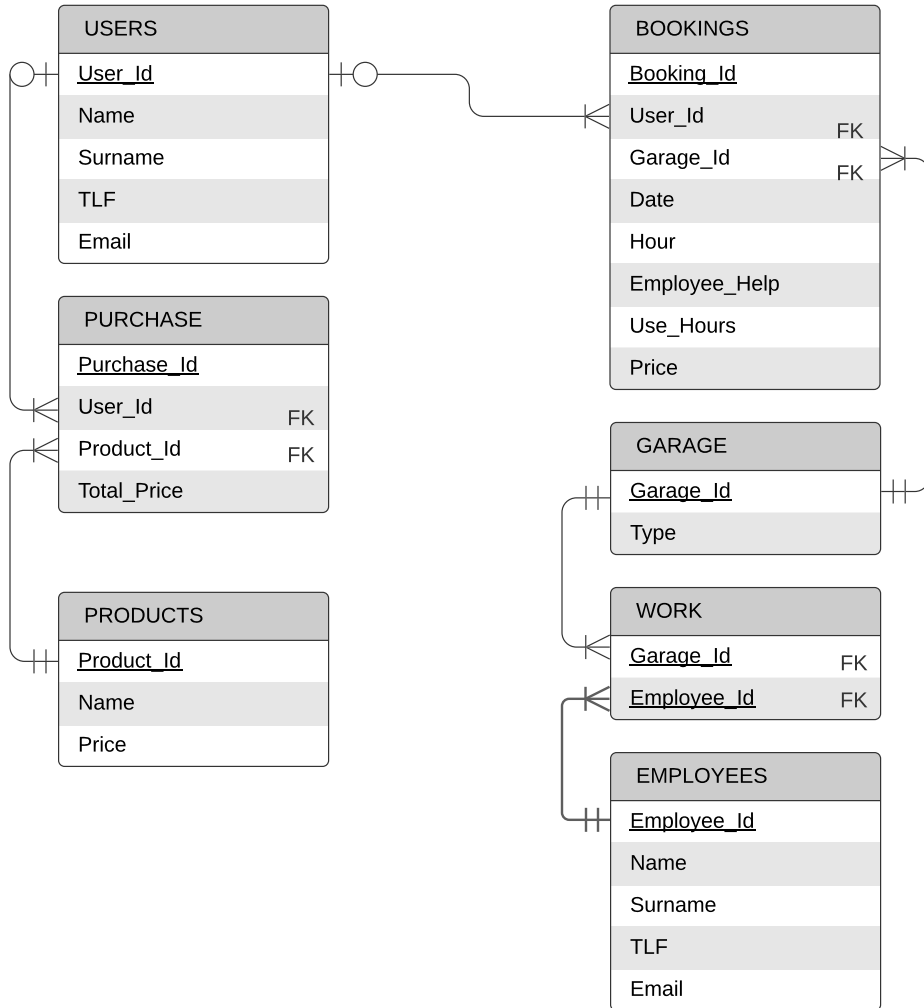 USERS
User_Id
Name
Surname
TLF
Email
PURCHASE
Purchase_Id
User_Id FK
Product_Id FK
Total_Price
PRODUCTS
Product_Id
Name
Price
BOOKINGS
Booking_Id
User_Id FK
Garage_Id FK
Date
Hour
Employee_Help
Use_Hours
Price
GARAGE
Garage_Id
Type
WORK
Garage_Id FK
Employee_Id FK
EMPLOYEES
Employee_Id
Name
Surname
TLF
Email